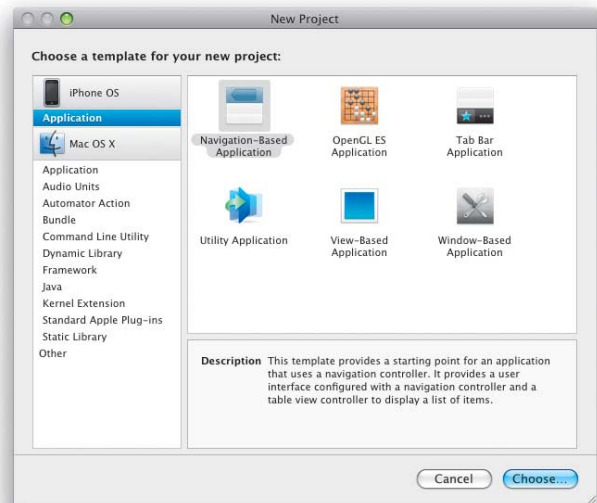 New Project
Choose a template for your new project:
iPhone OS
Application
Mac OS X
Application
Audio Units
Automator Action
Bundle
Command Line Utility
Dynamic Library
Framework
Java
Kernel Extension
Standard Apple Plug-ins
Static Library
Other
Navigation-Based
Application
OpenGL ES
Application
Tab Bar
Application
Utility Application
View-Based
Application
Window-Based
Application
Description This template provides a starting point for an application
that uses a navigation controller. It provides a user
interface configured with a navigation controller and a
table view controller to display a list of items.
Cancel
Choose...